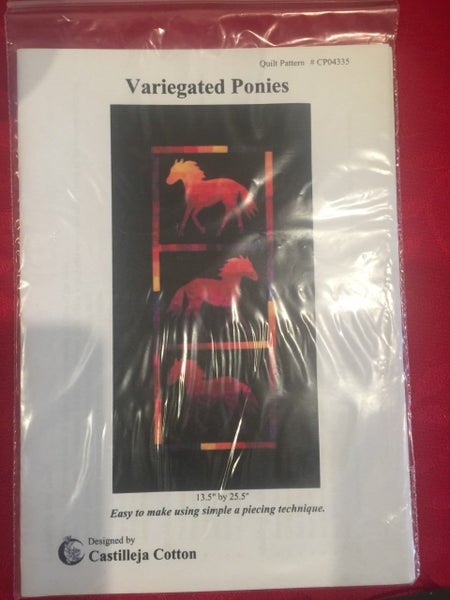 Quilt Pattern # CP04335
Variegated Ponies
13.5" by 25.5"
Easy to make using simple a piecing technique.
Designed by
Castilleja Cotton